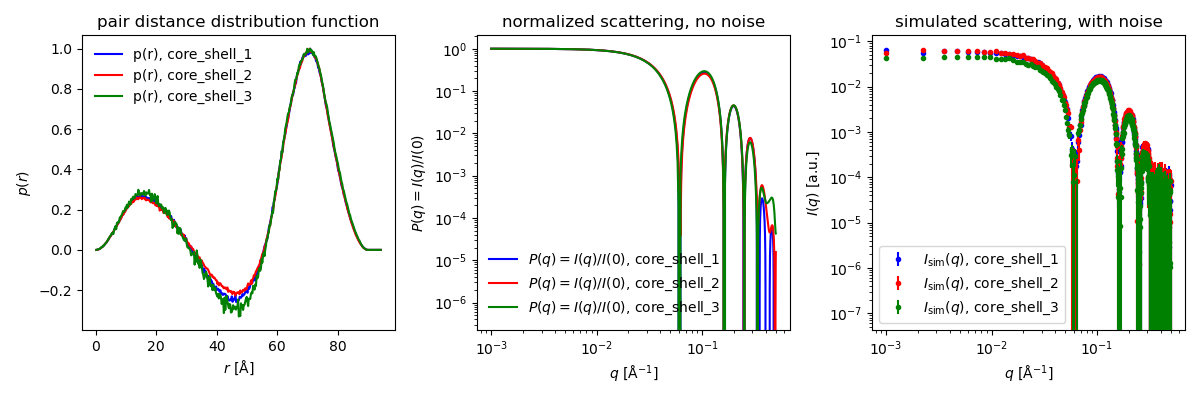 pair distance distribution function
p(r), core_shell_1
p(r), core_shell_2
p(r), core_shell_3
1.0
0.8
0.6
0.4
0.2
0.0
−0.2
p(r)
0
20
40
60
80
r [Å]
normalized scattering, no noise
10⁰
10⁻¹
10⁻²
10⁻³
10⁻⁴
10⁻⁵
10⁻⁶
P(q) = I(q)/I(0)
P(q) = I(q)/I(0), core_shell_1
P(q) = I(q)/I(0), core_shell_2
P(q) = I(q)/I(0), core_shell_3
10⁻³
10⁻²
10⁻¹
q [Å⁻¹]
simulated scattering, with noise
10⁻¹
10⁻²
10⁻³
10⁻⁴
10⁻⁵
10⁻⁶
10⁻⁷
I(q) [a.u.]
Isim(q), core_shell_1
Isim(q), core_shell_2
Isim(q), core_shell_3
10⁻³
10⁻²
10⁻¹
q [Å⁻¹]